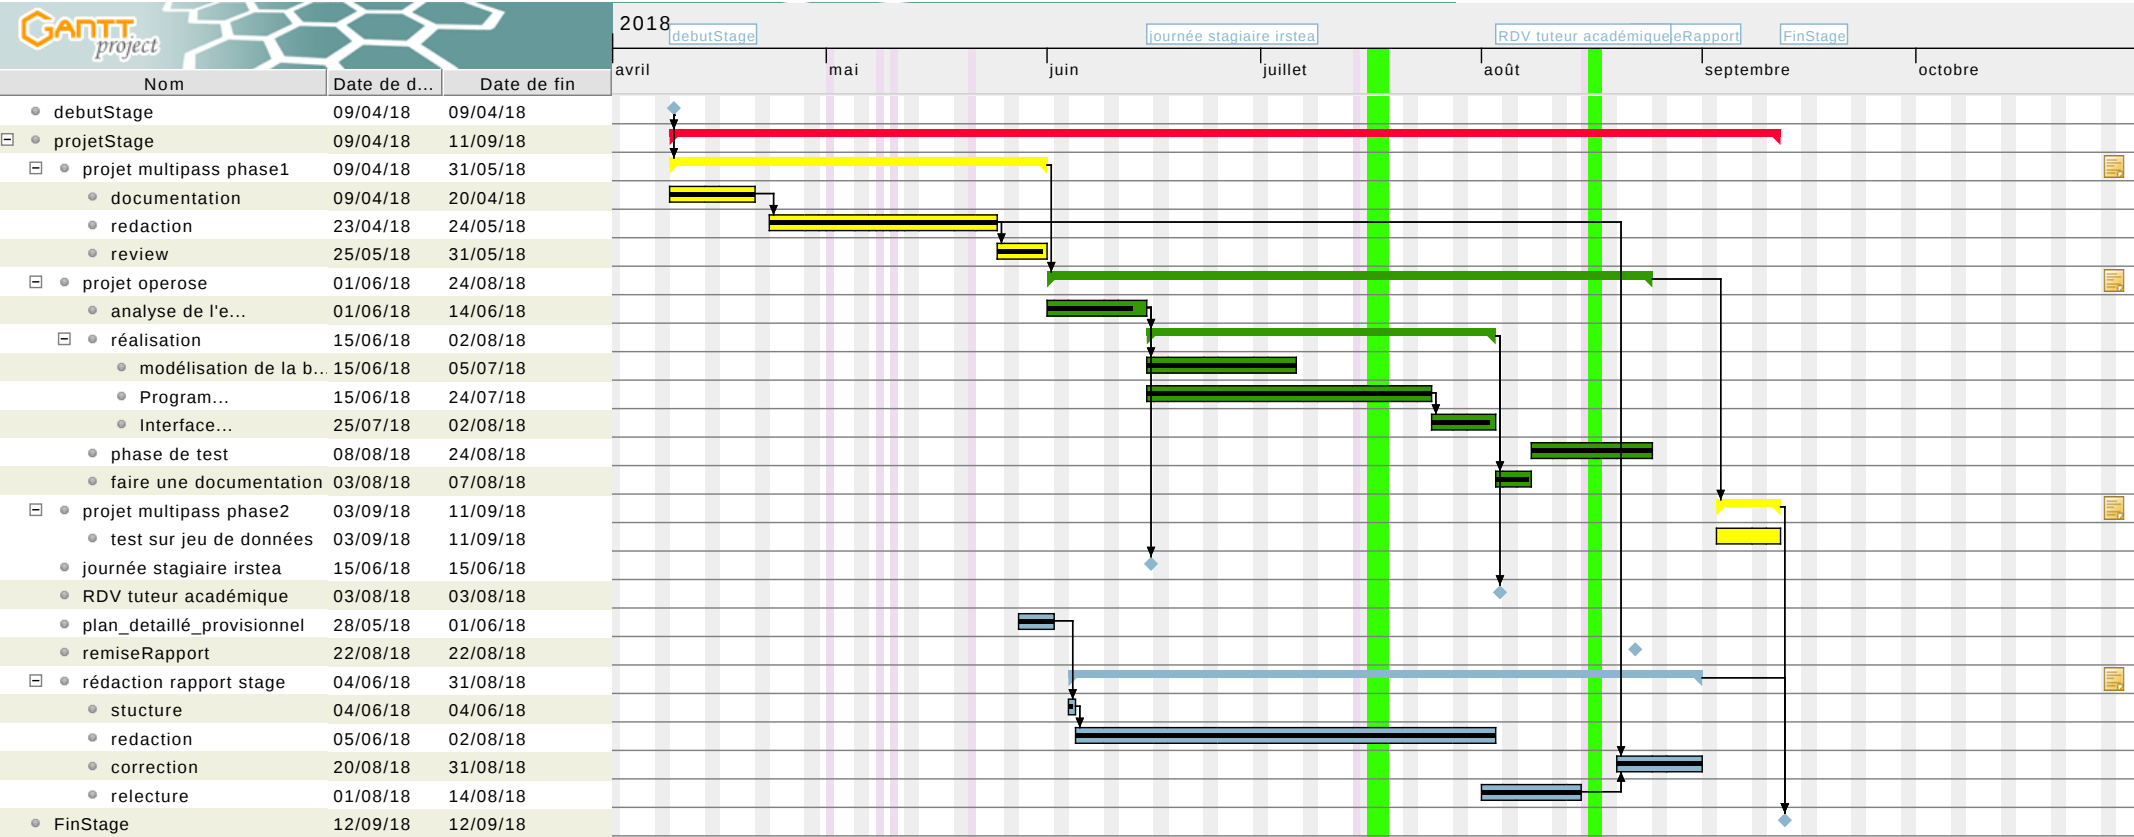 GANTT project
2018
debutStage
journée stagiaire irstea
RDV tuteur académique
eRapport
FinStage
avril mai juin juillet août septembre octobre
Nom Date de d... Date de fin
debutStage 09/04/18 09/04/18
projetStage 09/04/18 11/09/18
projet multipass phase1 09/04/18 31/05/18
documentation 09/04/18 20/04/18
redaction 23/04/18 24/05/18
review 25/05/18 31/05/18
projet operose 01/06/18 24/08/18
analyse de l'e... 01/06/18 14/06/18
réalisation 15/06/18 02/08/18
modélisation de la b... 15/06/18 05/07/18
Program... 15/06/18 24/07/18
Interface... 25/07/18 02/08/18
phase de test 08/08/18 24/08/18
faire une documentation 03/08/18 07/08/18
projet multipass phase2 03/09/18 11/09/18
test sur jeu de données 03/09/18 11/09/18
journée stagiaire irstea 15/06/18 15/06/18
RDV tuteur académique 03/08/18 03/08/18
plan_detaillé_provisionnel 28/05/18 01/06/18
remiseRapport 22/08/18 22/08/18
rédaction rapport stage 04/06/18 31/08/18
stucture 04/06/18 04/06/18
redaction 05/06/18 02/08/18
correction 20/08/18 31/08/18
relecture 01/08/18 14/08/18
FinStage 12/09/18 12/09/18